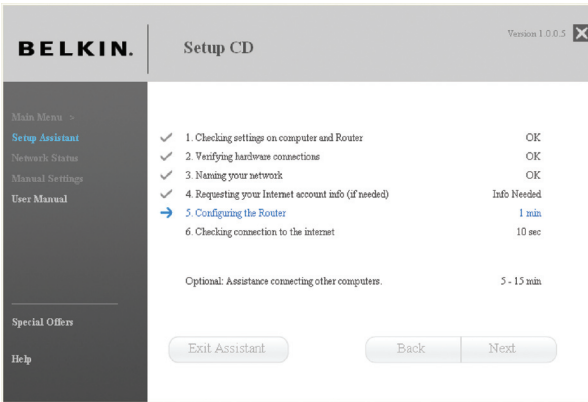 BELKIN.
Setup CD
Version 1.0.0.5
Main Menu >
Setup Assistant
Network Status
Manual Settings
User Manual
Special Offers
Help
1. Checking settings on computer and Router OK
2. Verifying hardware connections OK
3. Naming your network OK
4. Requesting your Internet account info (if needed) Info Needed
5. Configuring the Router 1 min
6. Checking connection to the internet 10 sec
Optional: Assistance connecting other computers. 5 - 15 min
Exit Assistant
Back
Next